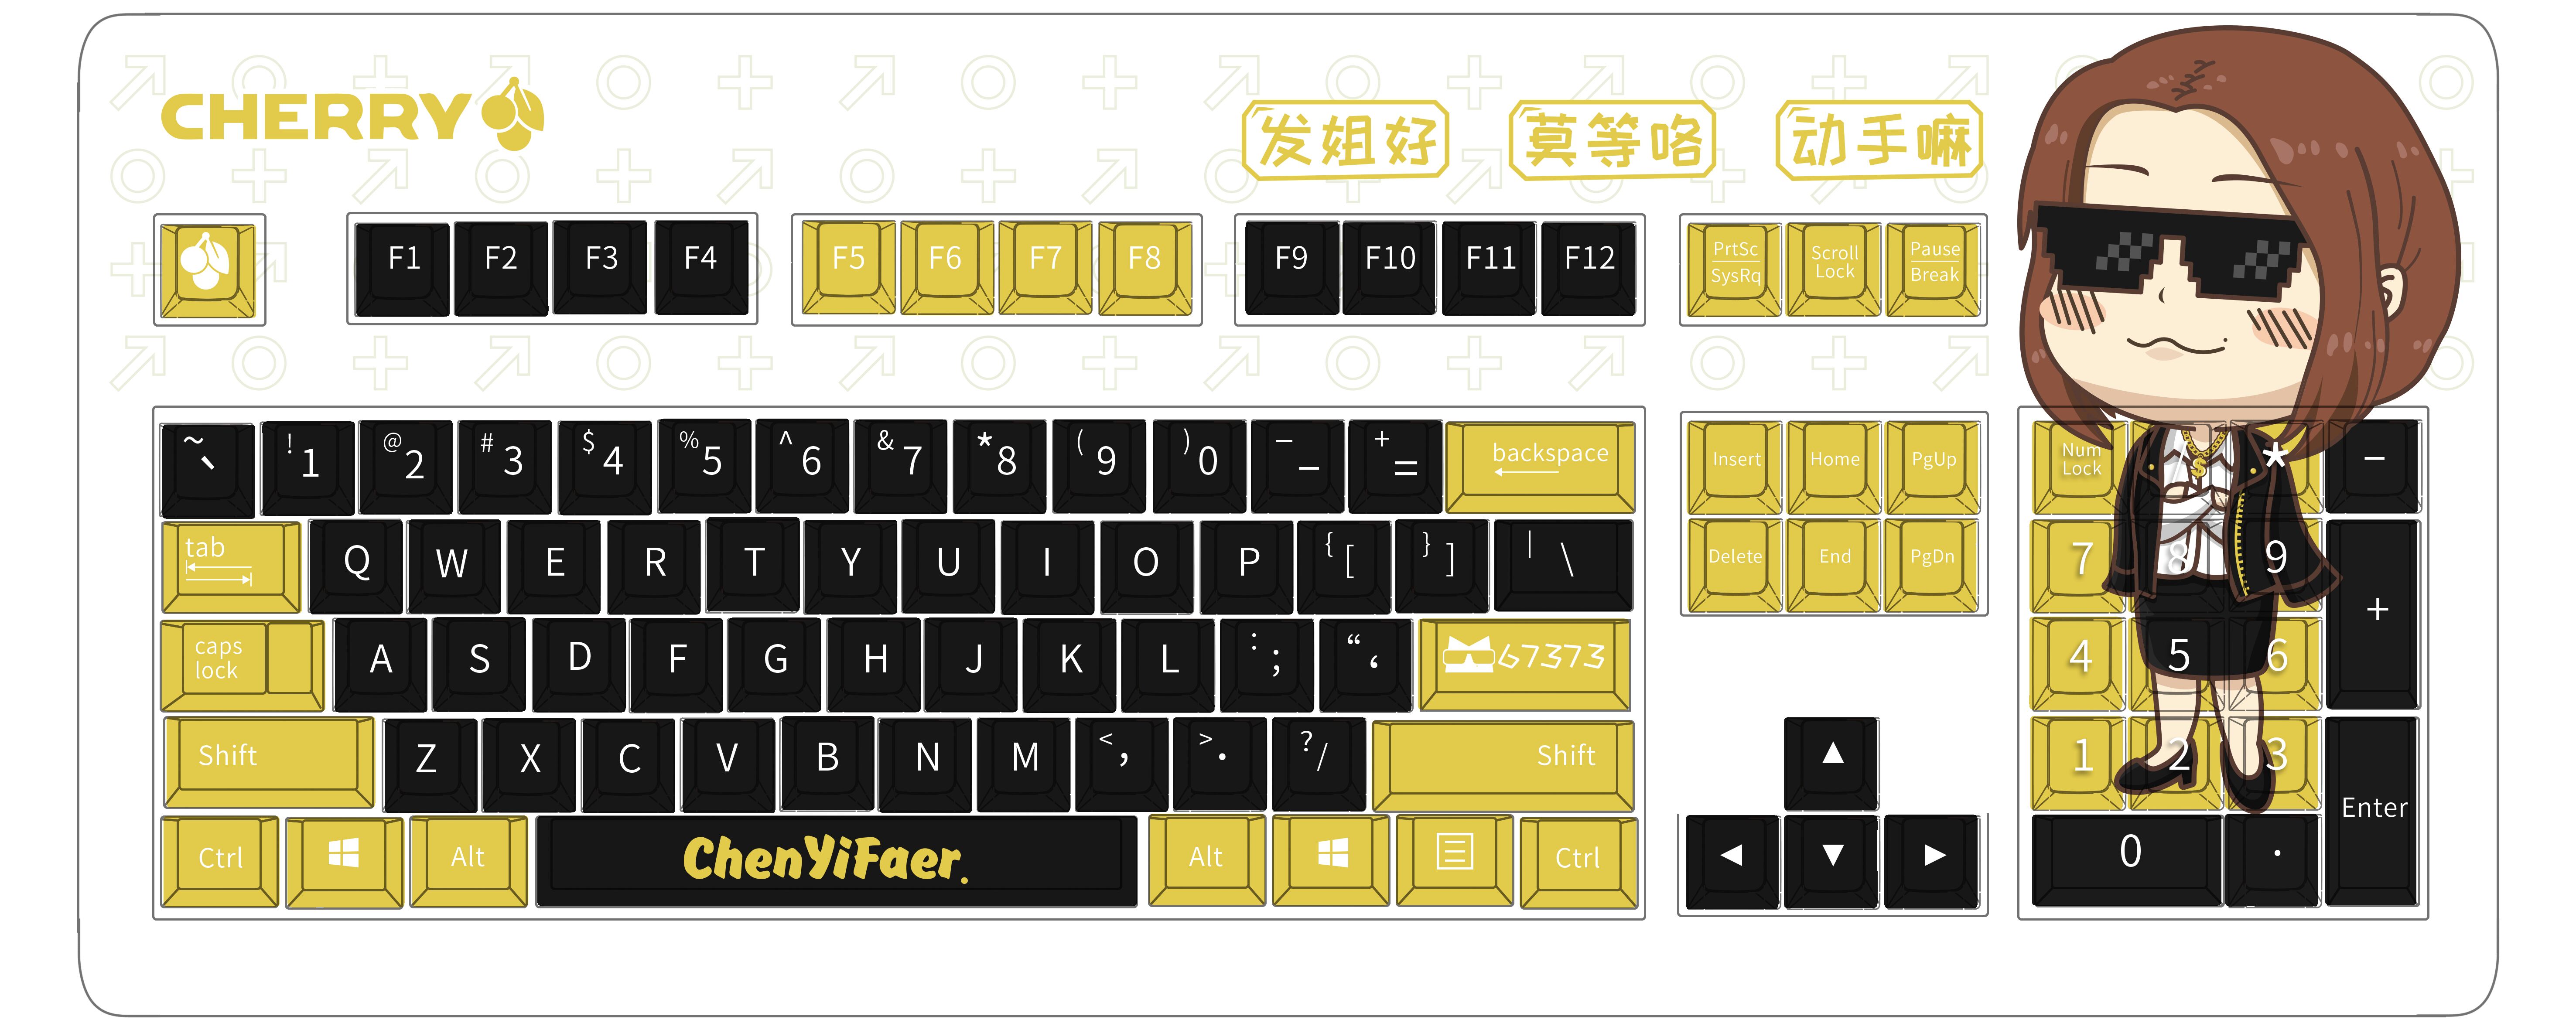 CHERRY
发姐好 莫等咯 动手嘛
F1 F2 F3 F4 F5 F6 F7 F8 F9 F10 F11 F12 PrtSc SysRq Scroll Lock Pause Break
~ 、 ! 1 @ 2 # 3 $ 4 % 5 ^ 6 & 7 * 8 ( 9 ) 0 — – + = backspace Insert Home PgUp Num Lock / * –
tab Q W E R T Y U I O P { [ } ] | \ Delete End PgDn 7 8 9 +
caps lock A S D F G H J K L : ; “ ‘ 67373 4 5 6
Shift Z X C V B N M < , > . ? / Shift 1 2 3 Enter
Ctrl Alt ChenYiFaer. Alt Ctrl 0 .